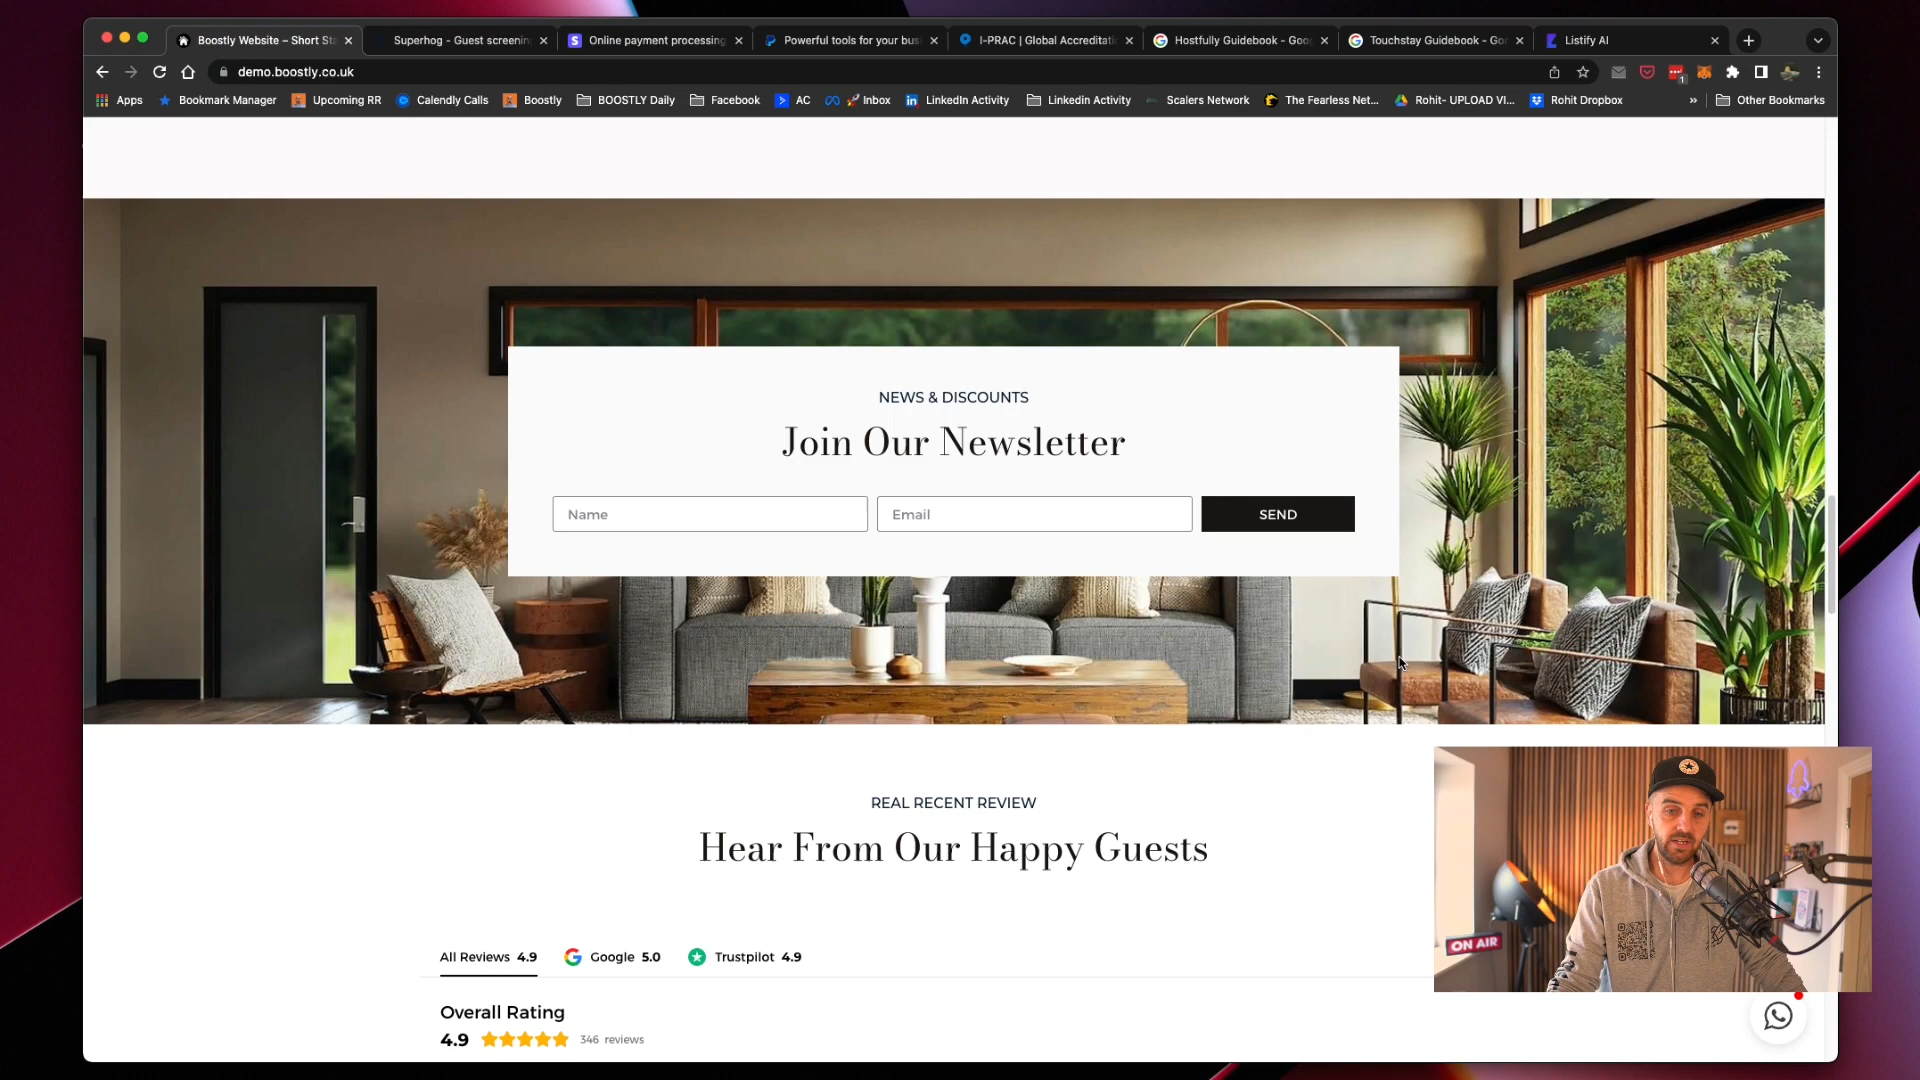 Boostly Website – Short Sta
Superhog - Guest screening
Online payment processing
Powerful tools for your busi
I-PRAC | Global Accreditati
Hostfully Guidebook - Goo
Touchstay Guidebook - Goo
Listify AI
demo.boostly.co.uk
Apps
Bookmark Manager
Upcoming RR
Calendly Calls
Boostly
BOOSTLY Daily
Facebook
AC
Inbox
LinkedIn Activity
Linkedin Activity
Scalers Network
The Fearless Net...
Rohit- UPLOAD VI...
Rohit Dropbox
»
Other Bookmarks
NEWS & DISCOUNTS
Join Our Newsletter
Name
Email
SEND
REAL RECENT REVIEW
Hear From Our Happy Guests
All Reviews 4.9
Google 5.0
Trustpilot 4.9
Overall Rating
4.9
346 reviews
ON AIR